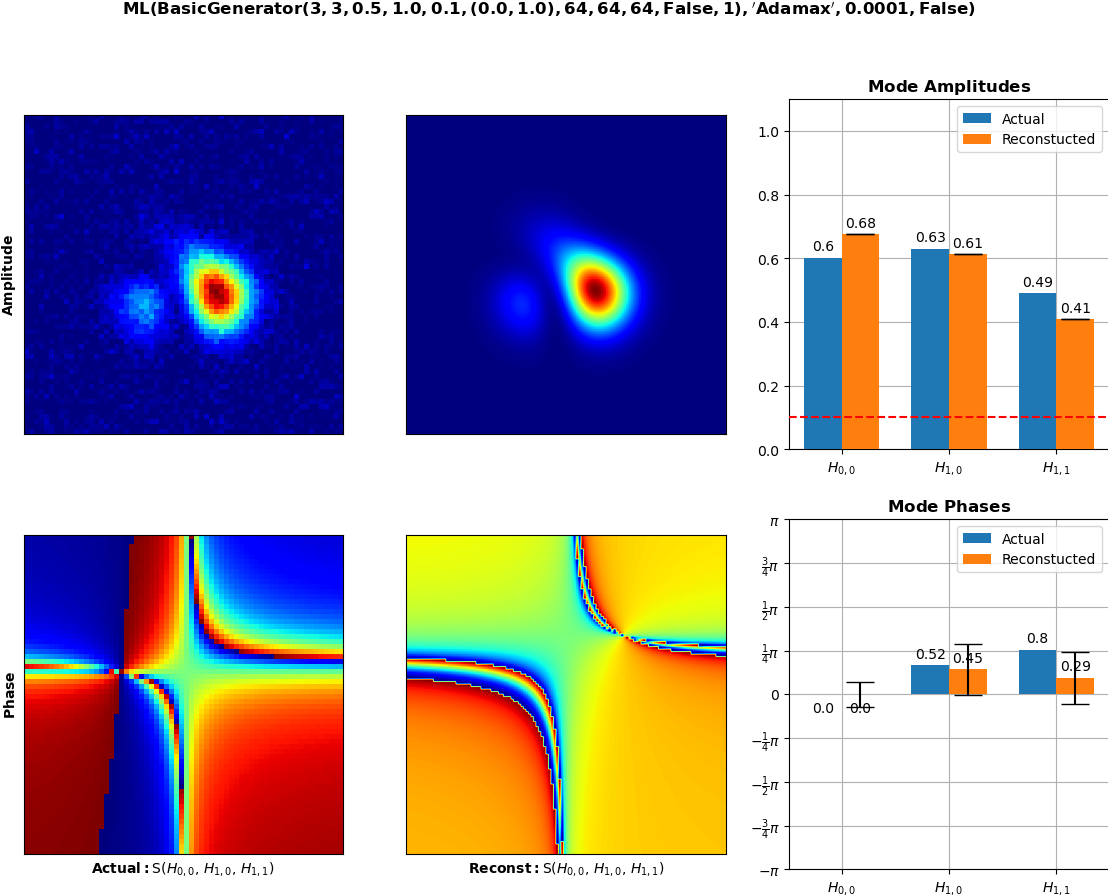 ML(BasicGenerator(3, 3, 0.5, 1.0, 0.1, (0.0, 1.0), 64, 64, 64, False, 1), ′Adamax′, 0.0001, False)
Amplitude
Mode Amplitudes
Actual
Reconstucted
1.0
0.8
0.6
0.4
0.2
0.0
0.6
0.68
0.63
0.61
0.49
0.41
H0,0
H1,0
H1,1
Phase
Actual: S(H0,0, H1,0, H1,1)
Reconst: S(H0,0, H1,0, H1,1)
Mode Phases
Actual
Reconstucted
π
3/4π
1/2π
1/4π
0
−1/4π
−1/2π
−3/4π
−π
0.0
0.0
0.52
0.45
0.8
0.29
H0,0
H1,0
H1,1